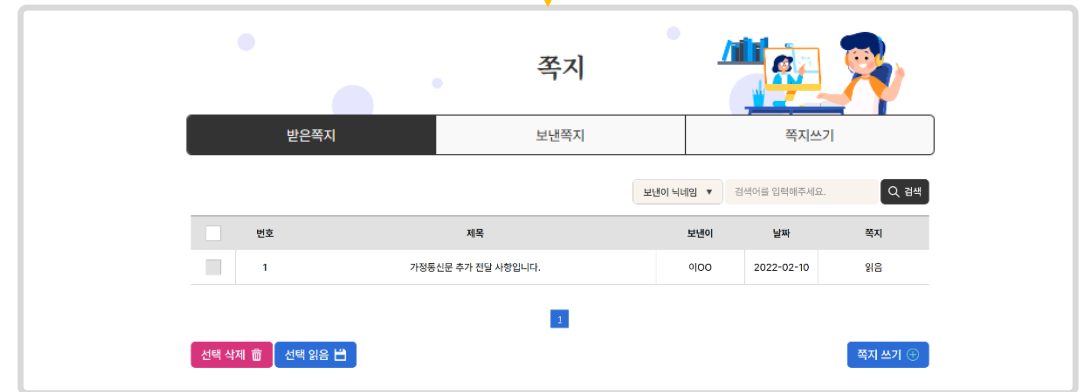 쪽지
받은쪽지 보낸쪽지 쪽지쓰기
보낸이 닉네임 ▼ 검색어를 입력해주세요. 검색
번호 제목 보낸이 날짜 쪽지
1 가정통신문 추가 전달 사항입니다. 이OO 2022-02-10 읽음
1
선택 삭제 선택 읽음 쪽지 쓰기